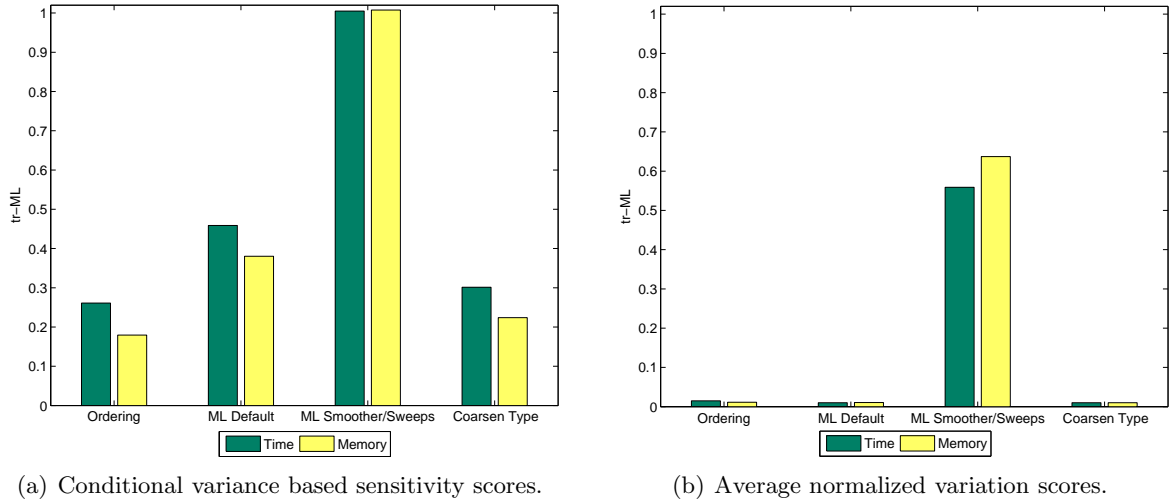 1
0.9
0.8
0.7
0.6
0.5
0.4
0.3
0.2
0.1
0
tr−ML
Ordering
ML Default
ML Smoother/Sweeps
Coarsen Type
Time
Memory
(a) Conditional variance based sensitivity scores.
1
0.9
0.8
0.7
0.6
0.5
0.4
0.3
0.2
0.1
0
tr−ML
Ordering
ML Default
ML Smoother/Sweeps
Coarsen Type
Time
Memory
(b) Average normalized variation scores.